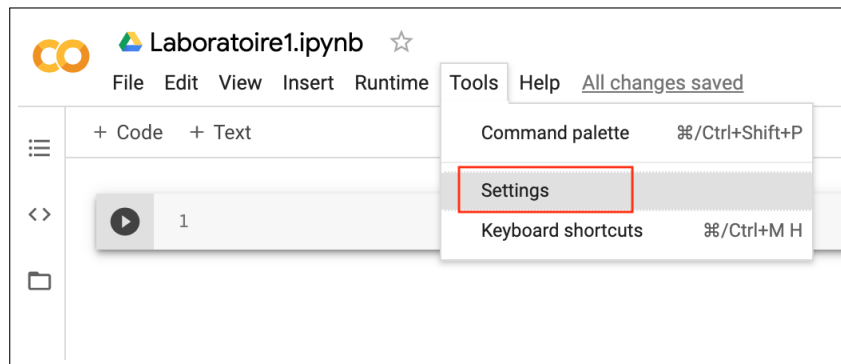 Laboratoire1.ipynb
File Edit View Insert Runtime Tools Help All changes saved
+ Code + Text
Command palette ⌘/Ctrl+Shift+P
Settings
1
Keyboard shortcuts ⌘/Ctrl+M H